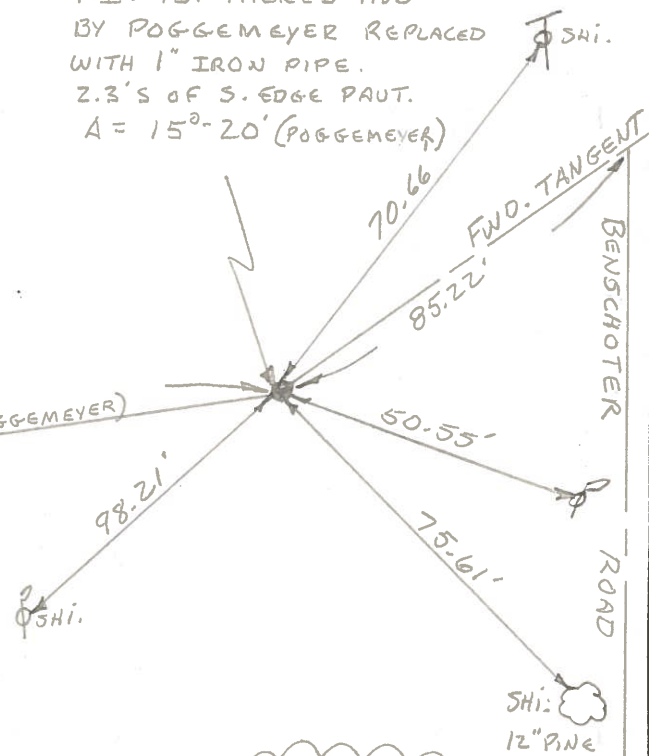 BY POGGEMEYER REPLACED
WITH 1" IRON PIPE.
2.3'S OF S. EDGE PAVT.
Δ = 15°-20' (POGGEMEYER)
SHi.
70.66
FWD. TANGENT
85.22'
BENSCHOTER
ROAD
GGEMEYER)
50.55'
98.21'
75.61'
SHi.
SHi.
12" PINE